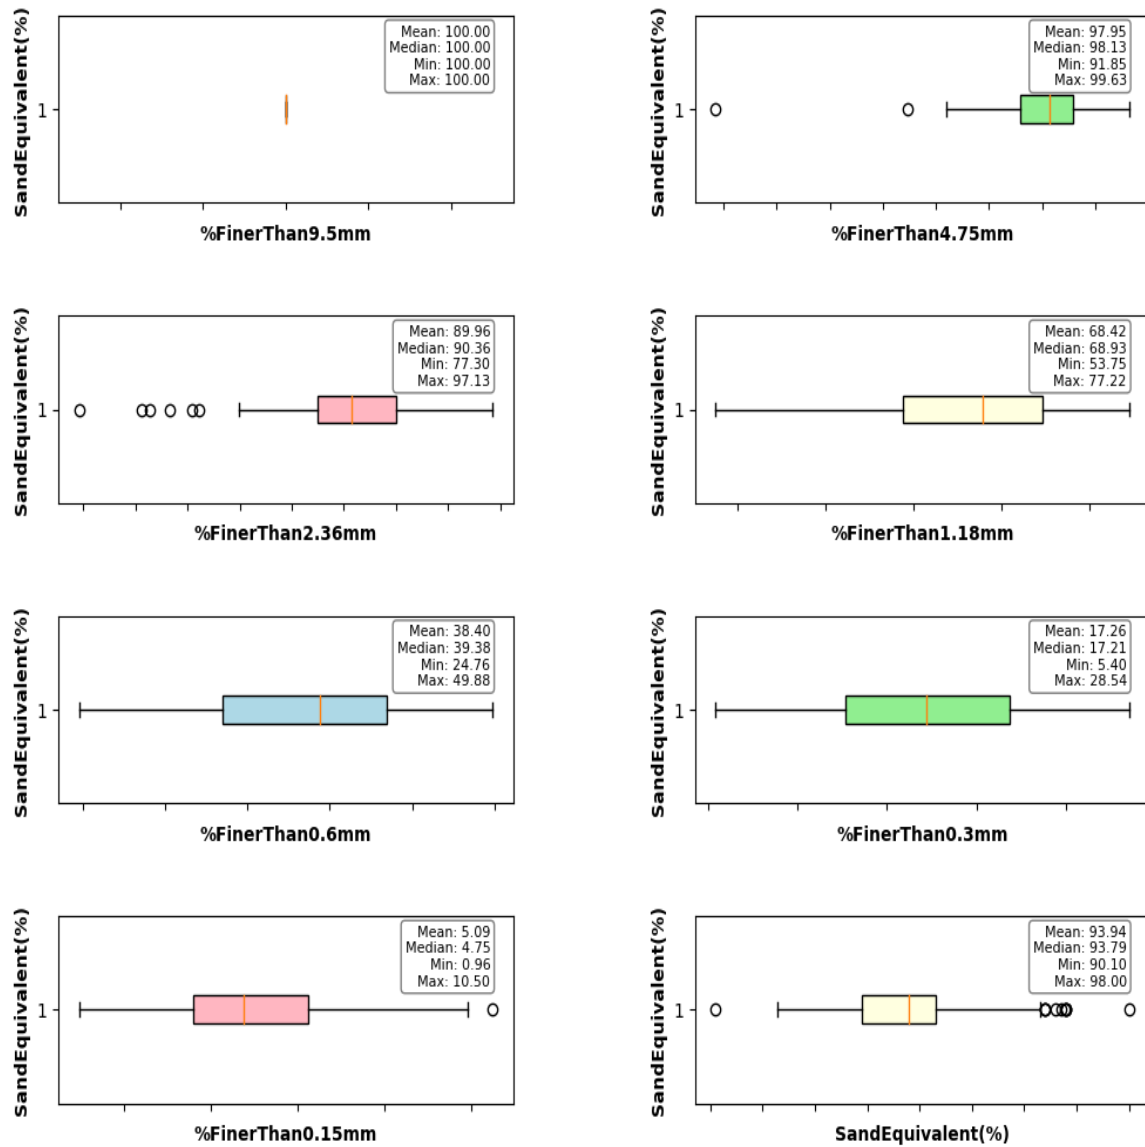 SandEquivalent(%)
1
Mean: 100.00
Median: 100.00
Min: 100.00
Max: 100.00
%FinerThan9.5mm
SandEquivalent(%)
1
Mean: 97.95
Median: 98.13
Min: 91.85
Max: 99.63
%FinerThan4.75mm
SandEquivalent(%)
1
Mean: 89.96
Median: 90.36
Min: 77.30
Max: 97.13
%FinerThan2.36mm
SandEquivalent(%)
1
Mean: 68.42
Median: 68.93
Min: 53.75
Max: 77.22
%FinerThan1.18mm
SandEquivalent(%)
1
Mean: 38.40
Median: 39.38
Min: 24.76
Max: 49.88
%FinerThan0.6mm
SandEquivalent(%)
1
Mean: 17.26
Median: 17.21
Min: 5.40
Max: 28.54
%FinerThan0.3mm
SandEquivalent(%)
1
Mean: 5.09
Median: 4.75
Min: 0.96
Max: 10.50
%FinerThan0.15mm
SandEquivalent(%)
1
Mean: 93.94
Median: 93.79
Min: 90.10
Max: 98.00
SandEquivalent(%)